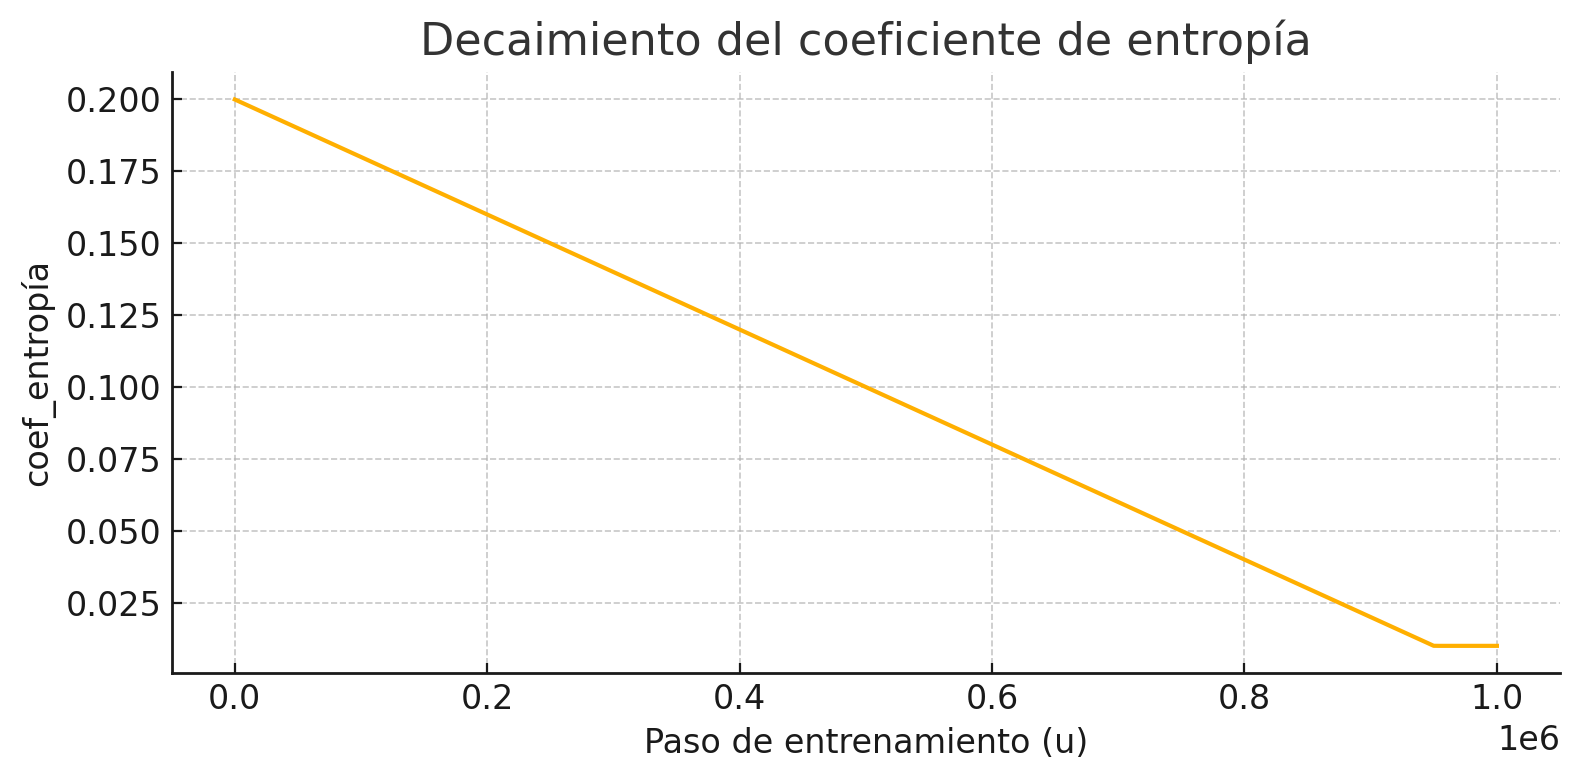 Decaimiento del coeficiente de entropía
0.200
0.175
0.150
0.125
0.100
0.075
0.050
0.025
coef_entropía
0.0 0.2 0.4 0.6 0.8 1.0
1e6
Paso de entrenamiento (u)